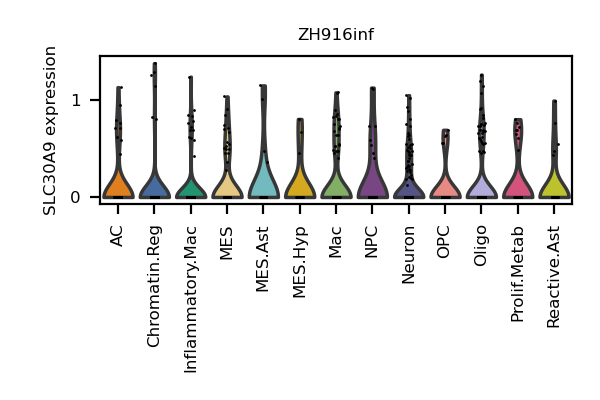 ZH916inf
SLC30A9 expression
1
0
AC
Chromatin.Reg
Inflammatory.Mac
MES
MES.Ast
MES.Hyp
Mac
NPC
Neuron
OPC
Oligo
Prolif.Metab
Reactive.Ast